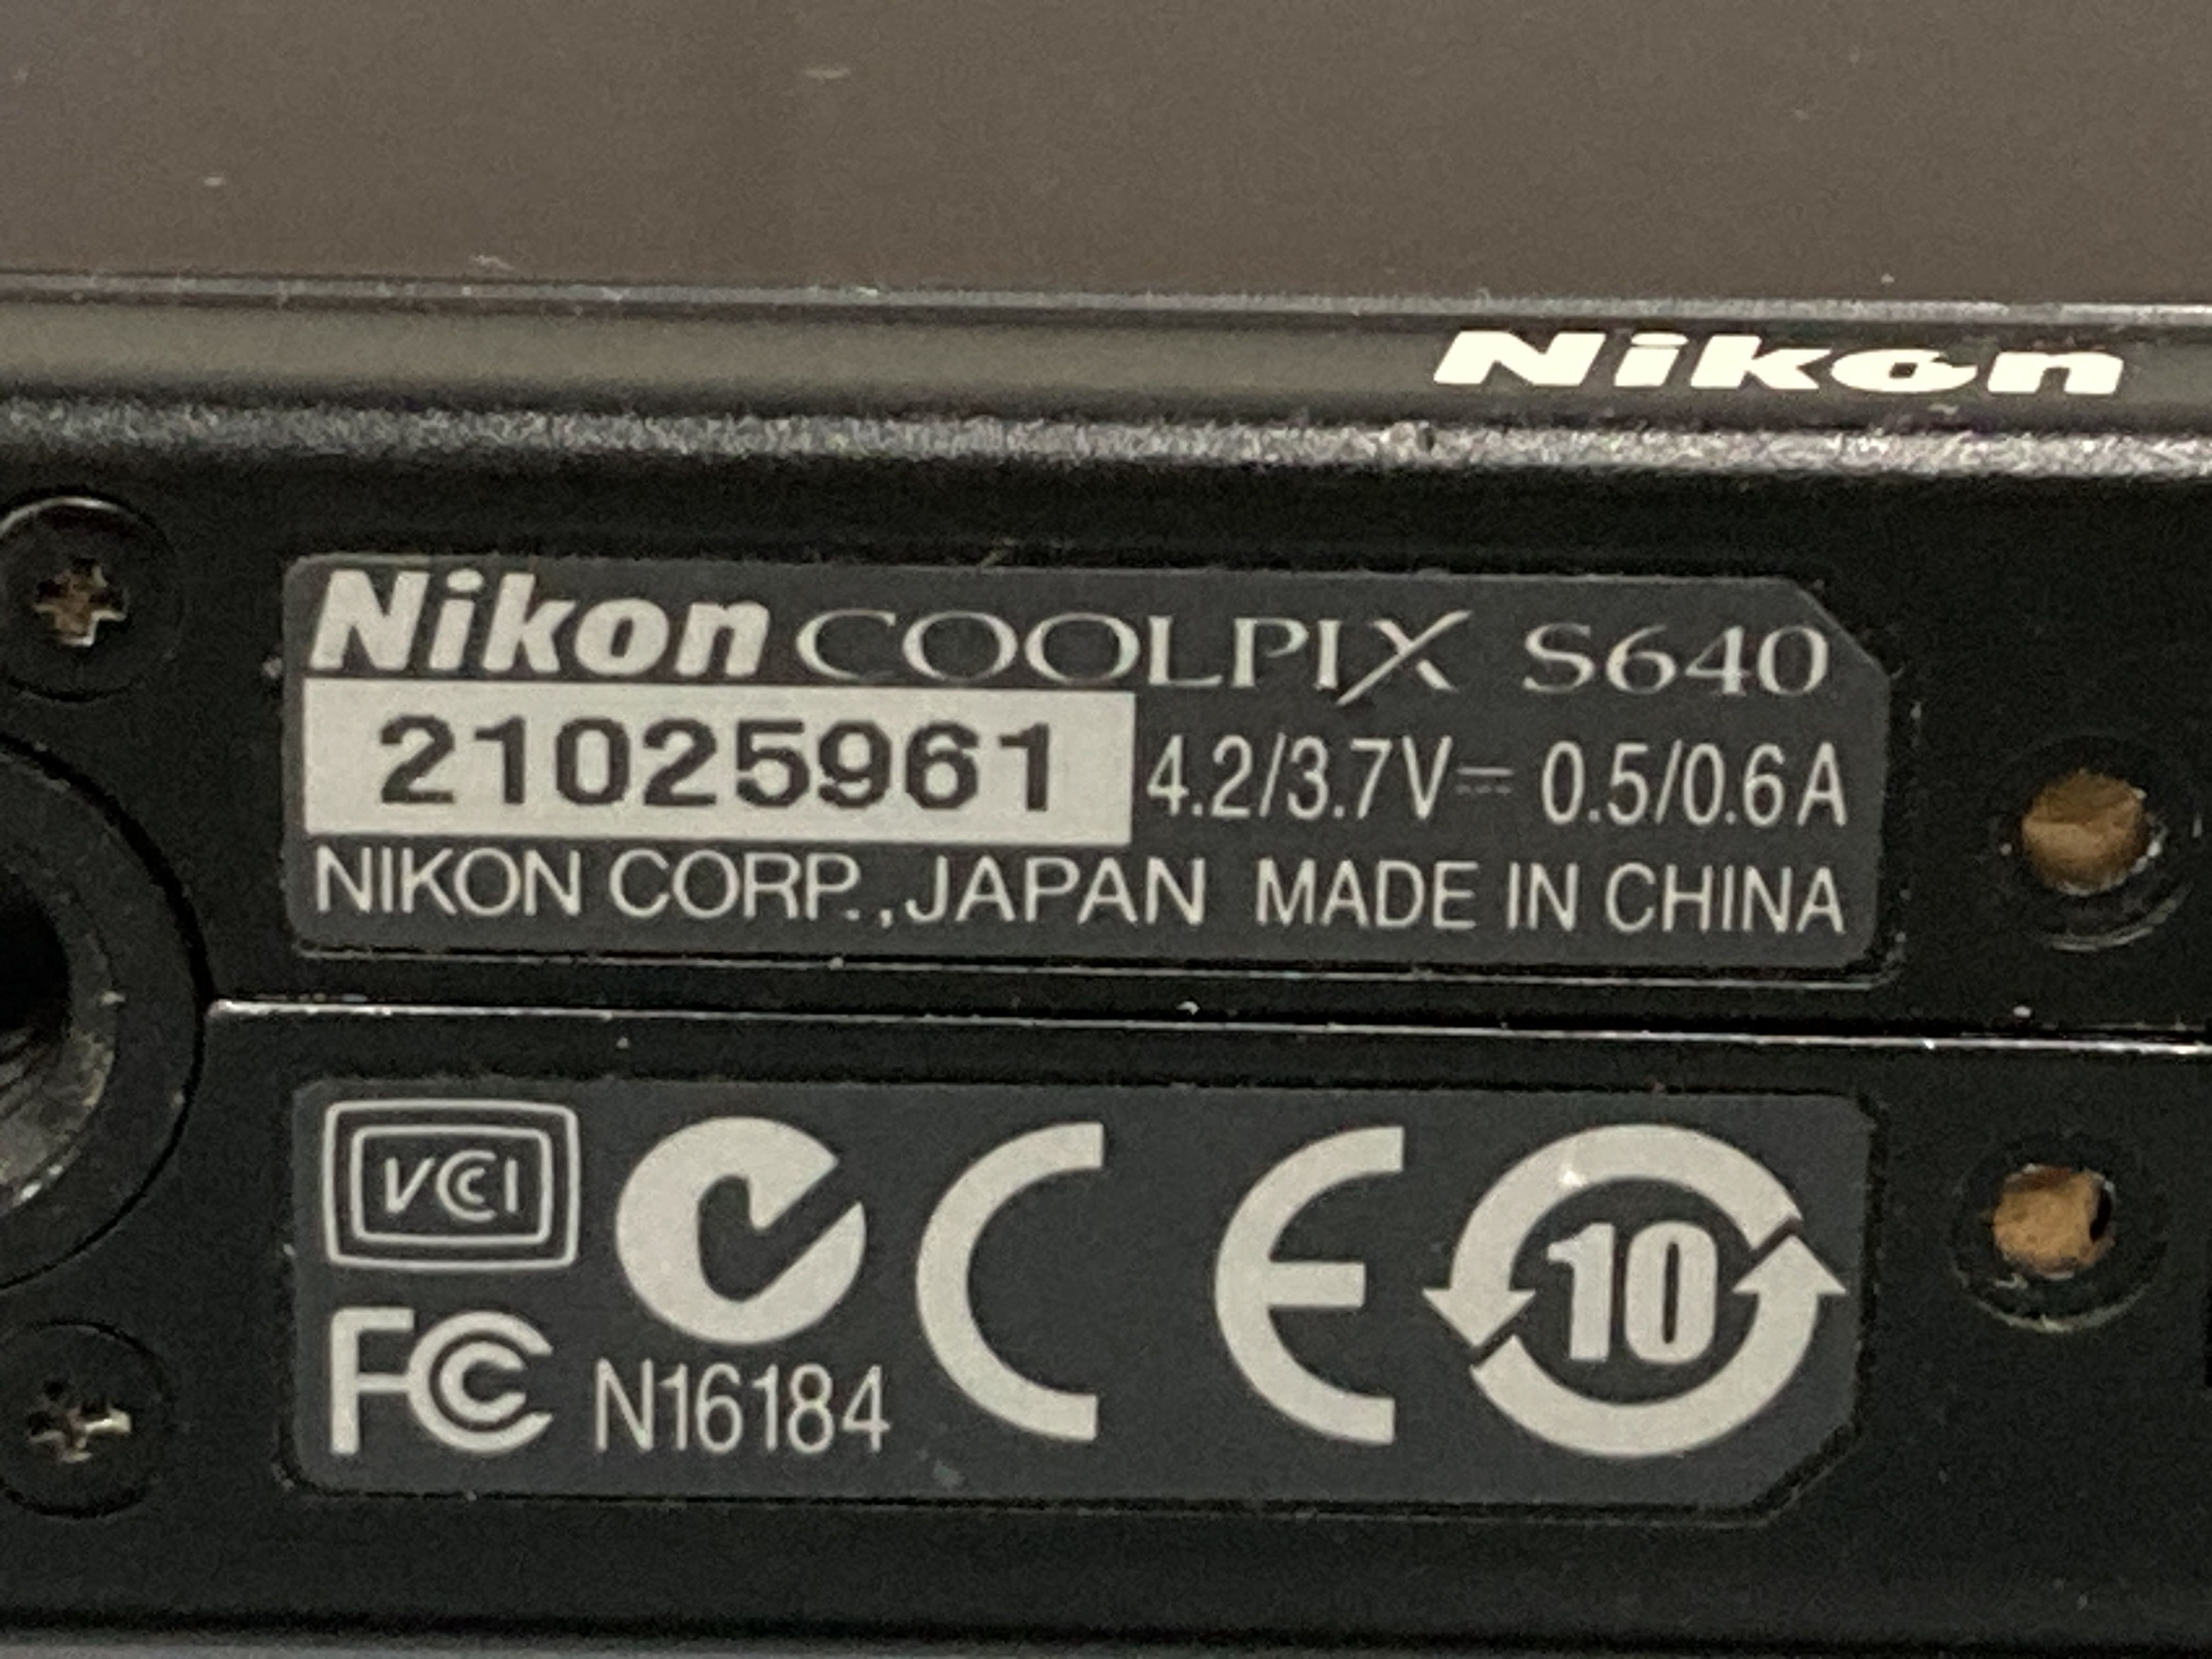 Nikon
Nikon COOLPIX S640
21025961 4.2/3.7V⎓ 0.5/0.6A
NIKON CORP.,JAPAN MADE IN CHINA
VCI
FC N16184 CE 10